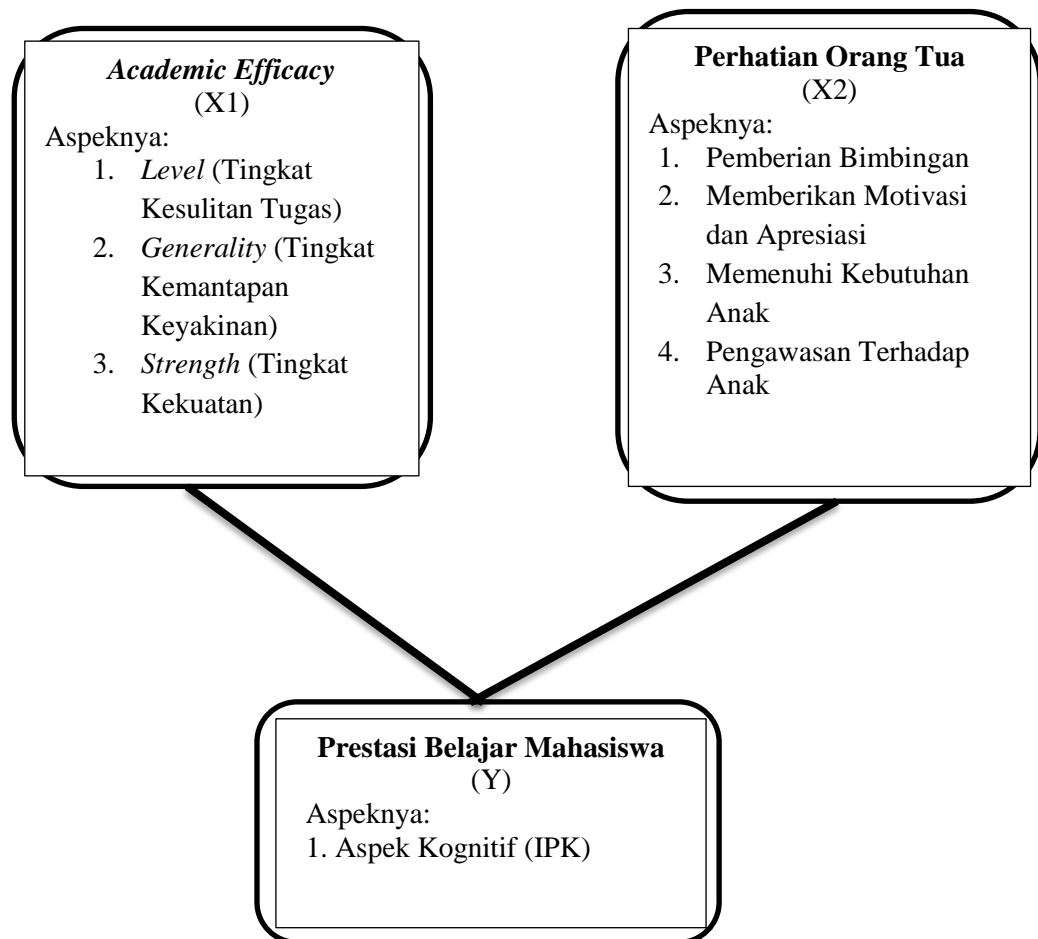 Academic Efficacy
(X1)
Aspeknya:
1. Level (Tingkat
Kesulitan Tugas)
2. Generality (Tingkat
Kemantapan
Keyakinan)
3. Strength (Tingkat
Kekuatan)
Perhatian Orang Tua
(X2)
Aspeknya:
1. Pemberian Bimbingan
2. Memberikan Motivasi
dan Apresiasi
3. Memenuhi Kebutuhan
Anak
4. Pengawasan Terhadap
Anak
Prestasi Belajar Mahasiswa
(Y)
Aspeknya:
1. Aspek Kognitif (IPK)